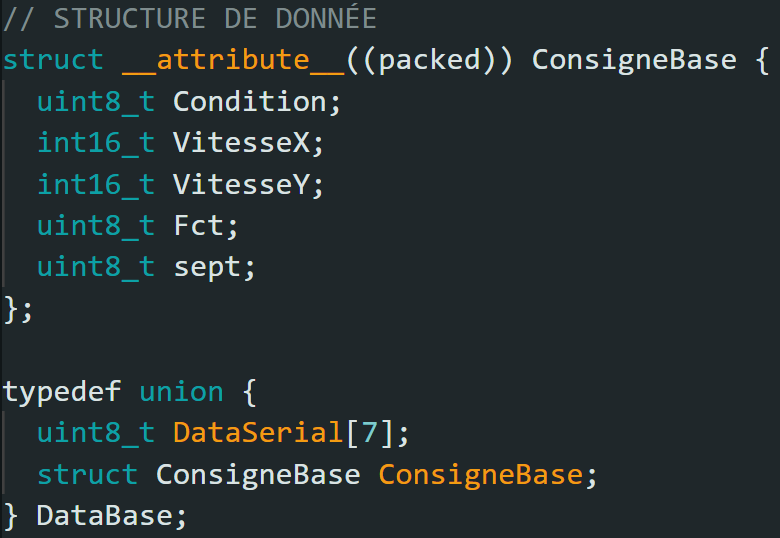 // STRUCTURE DE DONNÉE
struct __attribute__((packed)) ConsigneBase {
  uint8_t Condition;
  int16_t VitesseX;
  int16_t VitesseY;
  uint8_t Fct;
  uint8_t sept;
};

typedef union {
  uint8_t DataSerial[7];
  struct ConsigneBase ConsigneBase;
} DataBase;